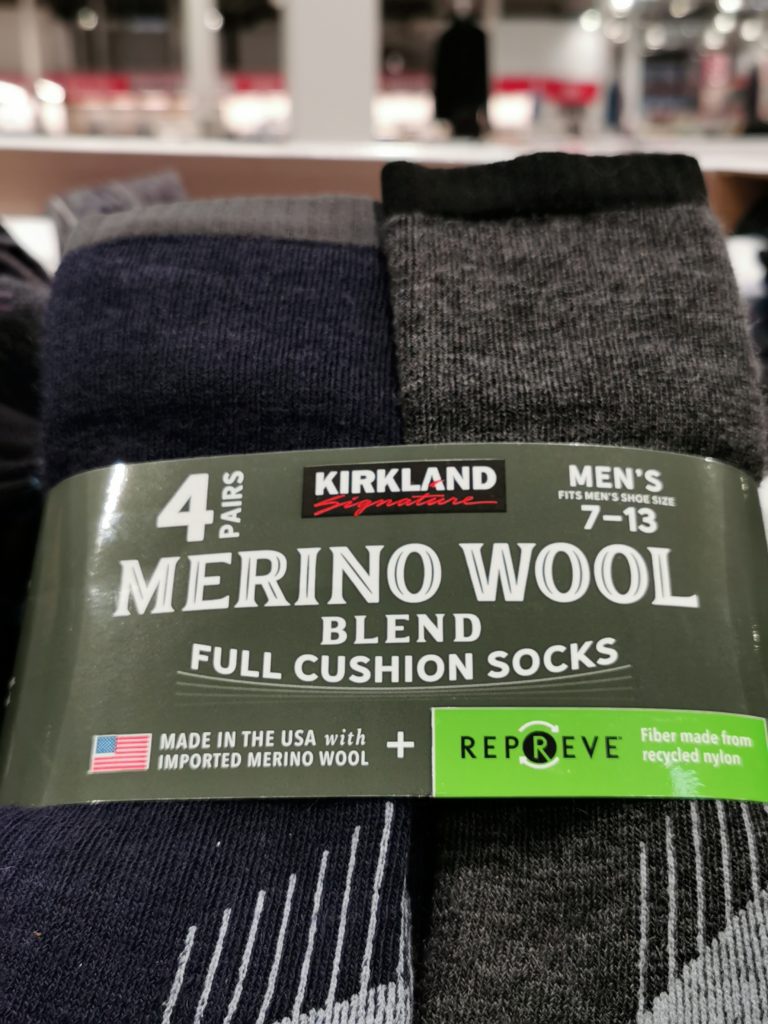 4 PAIRS
KIRKLAND
Signature
MEN'S
FITS MEN'S SHOE SIZE
7–13
MERINO WOOL
BLEND
FULL CUSHION SOCKS
MADE IN THE USA with
IMPORTED MERINO WOOL
+
REPREVE™
Fiber made from
recycled nylon